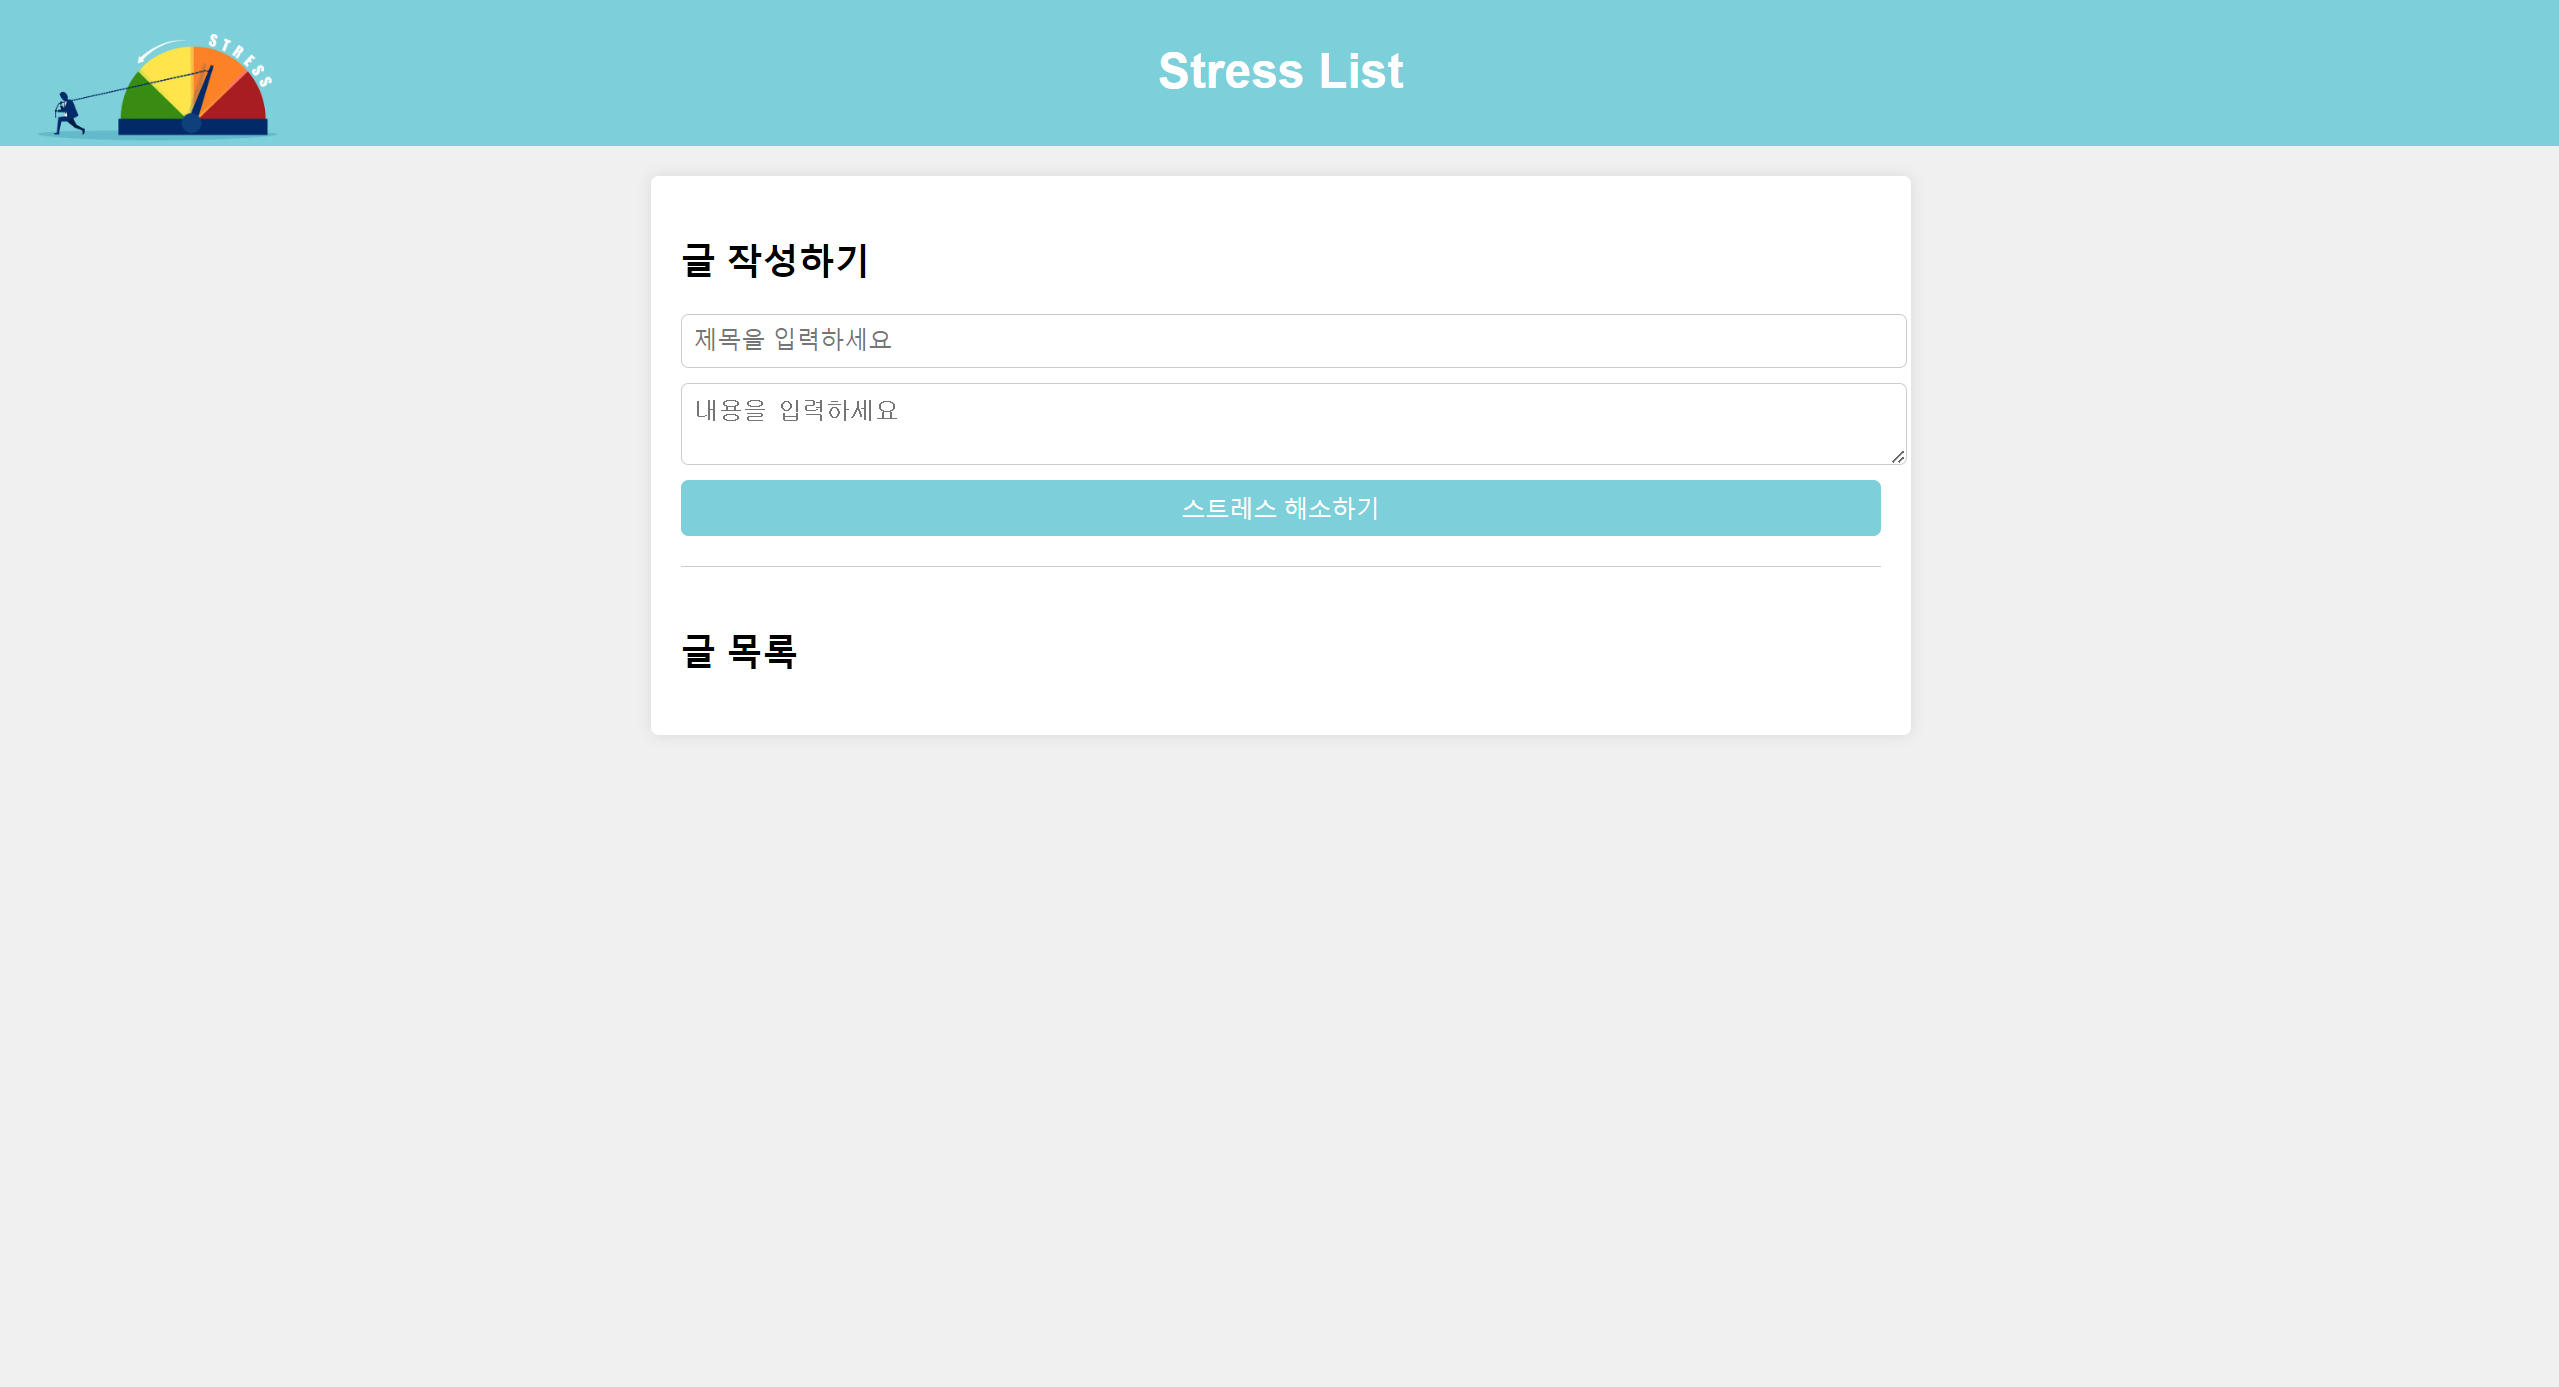 STRESS
Stress List
글 작성하기
제목을 입력하세요
내용을 입력하세요
스트레스 해소하기
글 목록